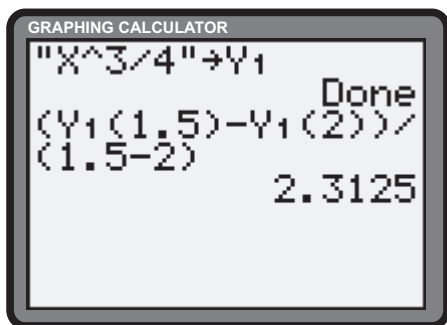 GRAPHING CALCULATOR
"X^3/4"→Y₁
Done
(Y₁(1.5)-Y₁(2))/
(1.5-2)
2.3125